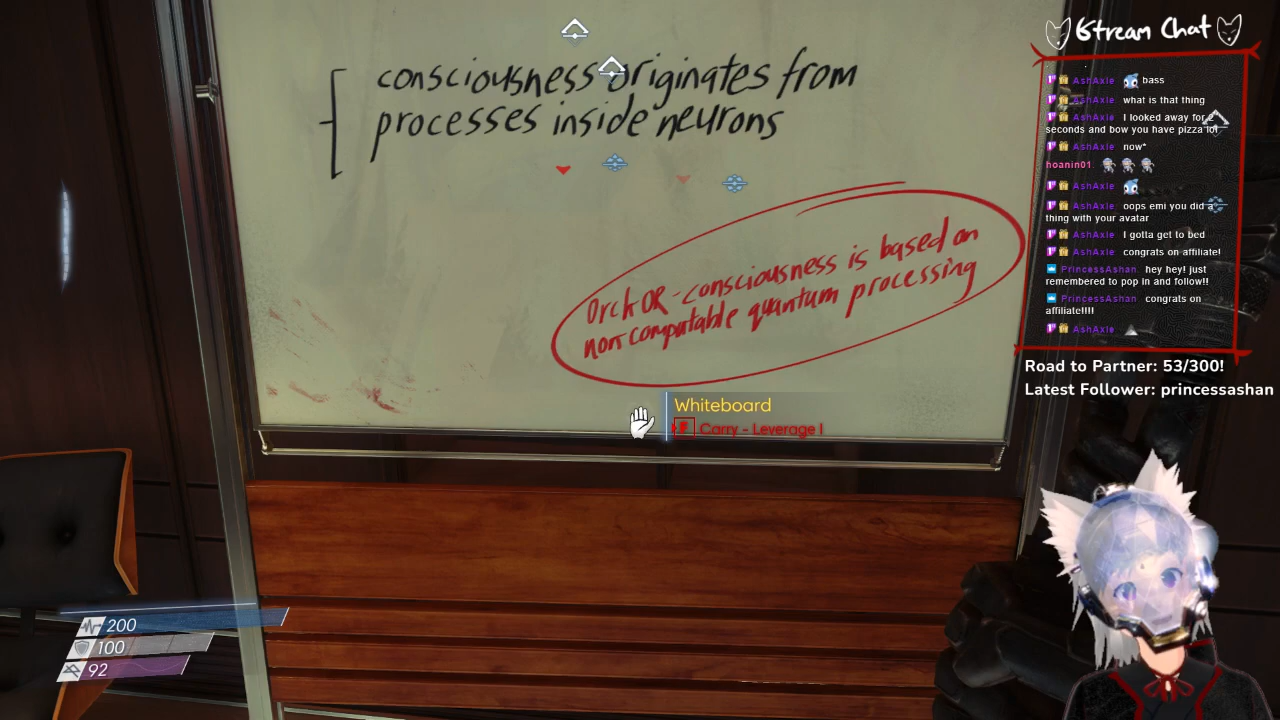 consciousness originates from
processes inside neurons
Orch OR - consciousness is based on
noncomputable quantum processing
Whiteboard
Carry - Leverage I
200
100
92
Stream Chat
AshAxle bass
AshAxle what is that thing
AshAxle I looked away for 2
seconds and bow you have pizza lol
AshAxle now*
hoanin01:
AshAxle
AshAxle oops emi you did a
thing with your avatar
AshAxle I gotta get to bed
AshAxle congrats on affiliate!
PrincessAshan hey hey! just
remembered to pop in and follow!!
PrincessAshan congrats on
affiliate!!!!
AshAxle
Road to Partner: 53/300!
Latest Follower: princessashan